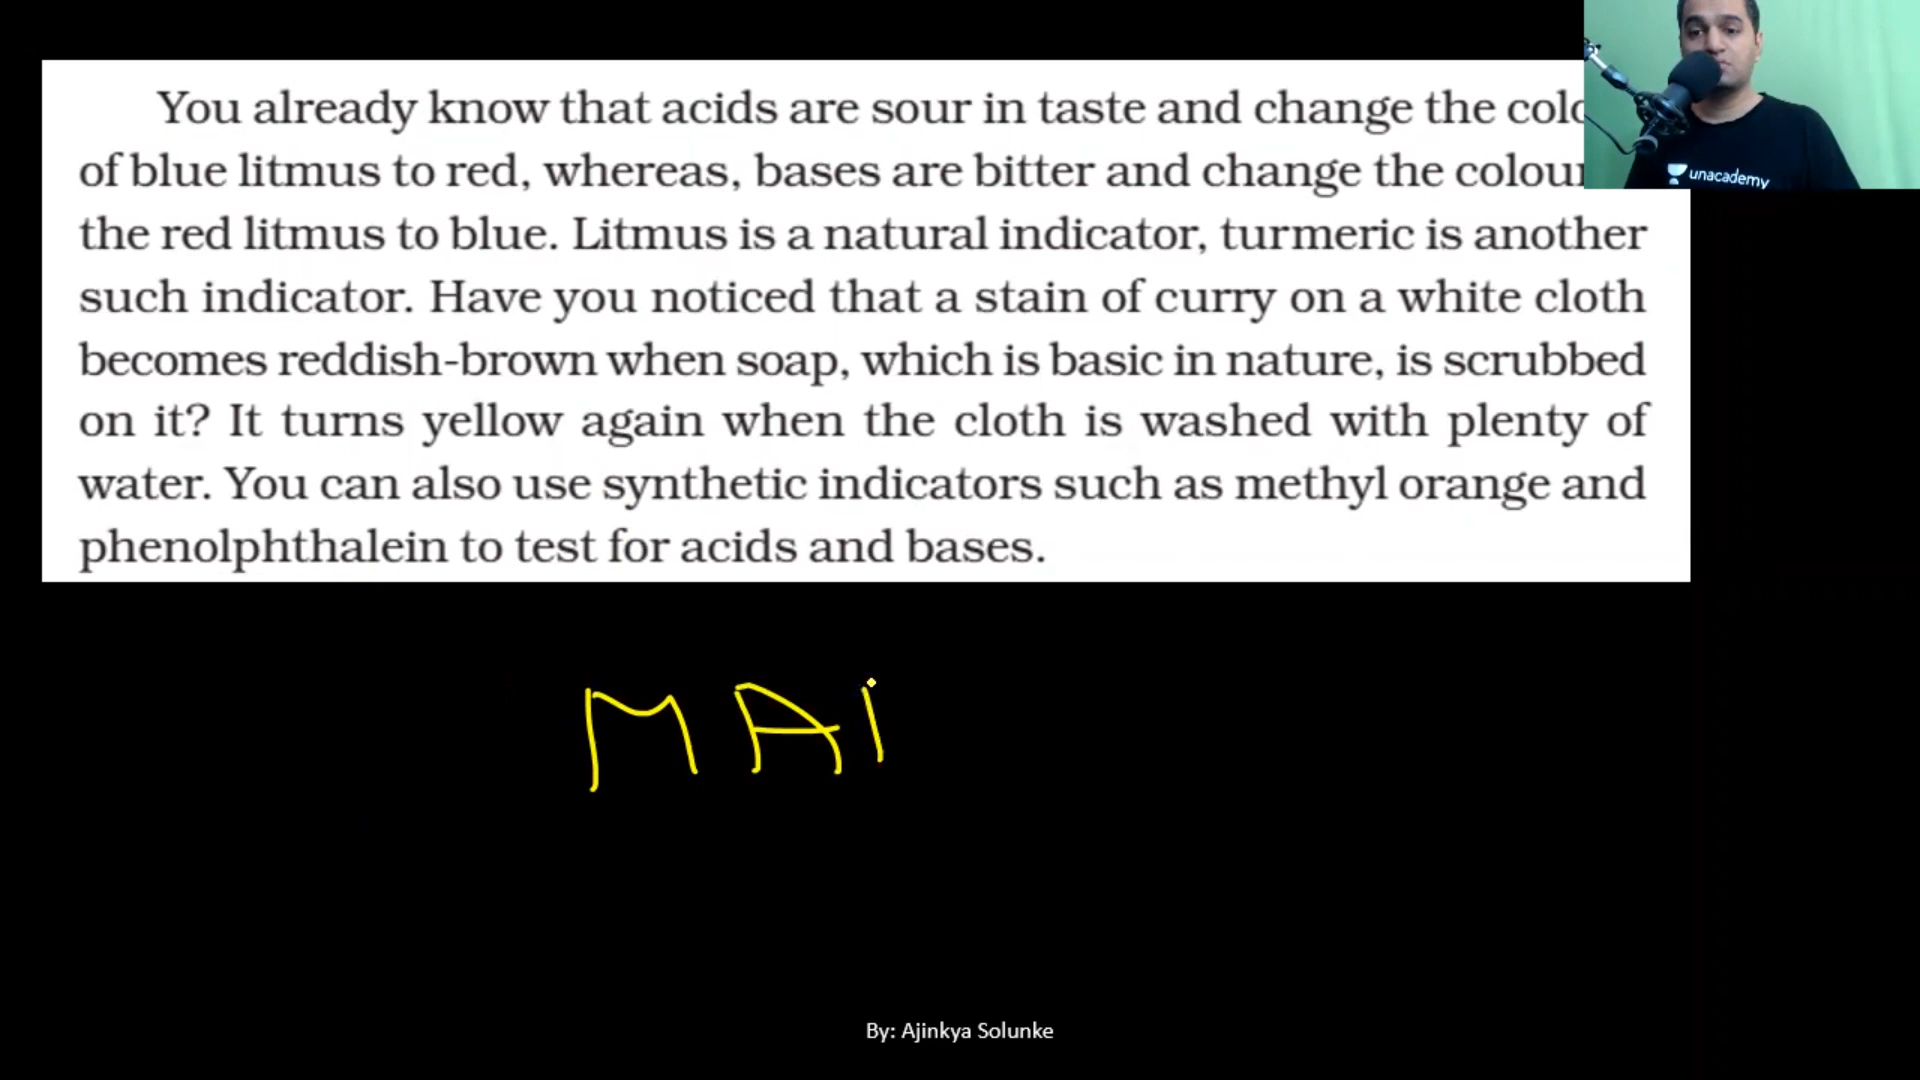 You already know that acids are sour in taste and change the colo
of blue litmus to red, whereas, bases are bitter and change the colour
the red litmus to blue. Litmus is a natural indicator, turmeric is another
such indicator. Have you noticed that a stain of curry on a white cloth
becomes reddish-brown when soap, which is basic in nature, is scrubbed
on it? It turns yellow again when the cloth is washed with plenty of
water. You can also use synthetic indicators such as methyl orange and
phenolphthalein to test for acids and bases.
unacademy
MAI
By: Ajinkya Solunke